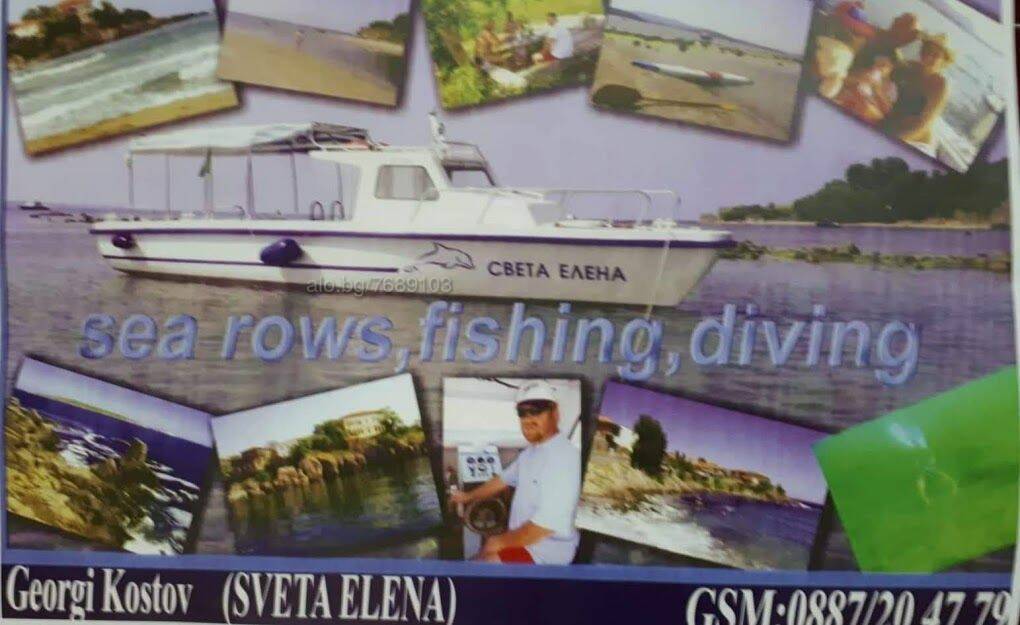 СВЕТА ЕЛЕНА
alo.bg/7689103
sea rows,fishing,diving
Georgi Kostov (SVETA ELENA) GSM:0887/20 47 79